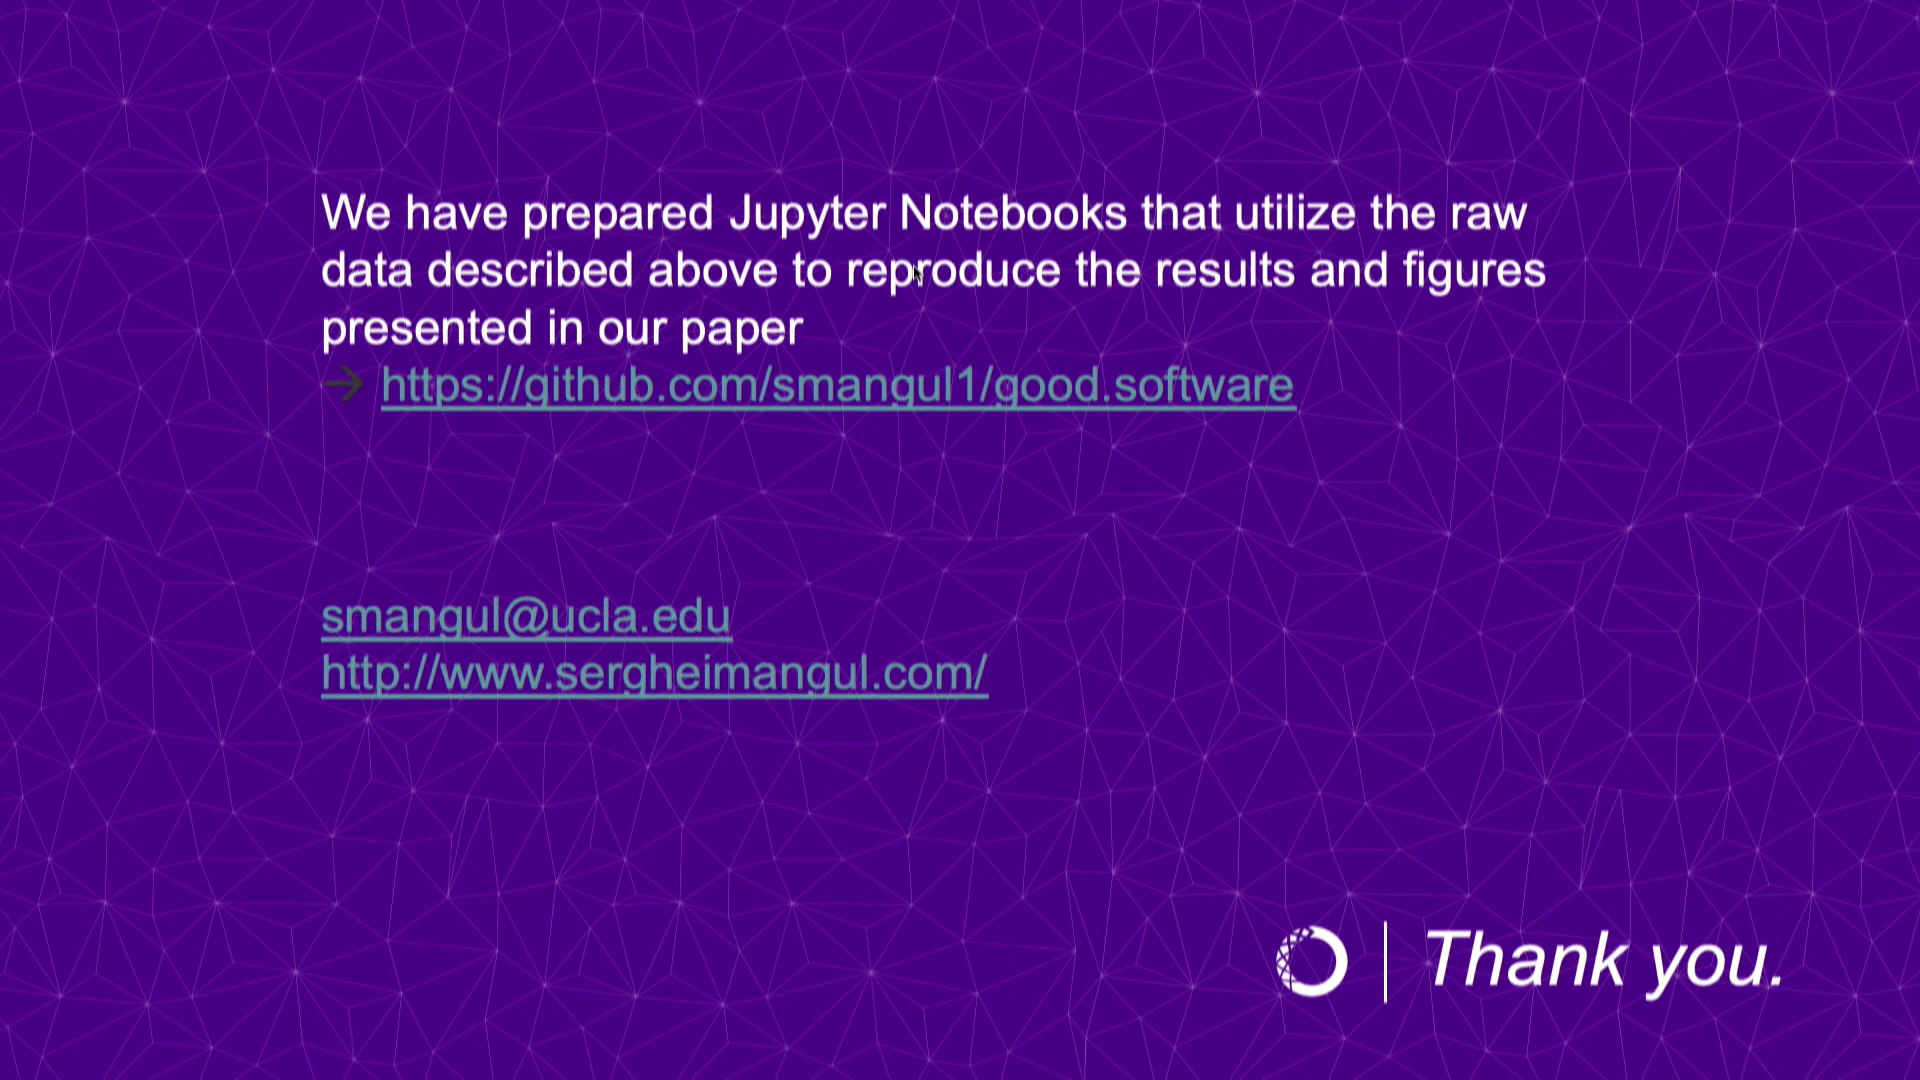 We have prepared Jupyter Notebooks that utilize the raw
data described above to reproduce the results and figures
presented in our paper
→ https://github.com/smangul1/good.software
smangul@ucla.edu
http://www.sergheimangul.com/
Thank you.